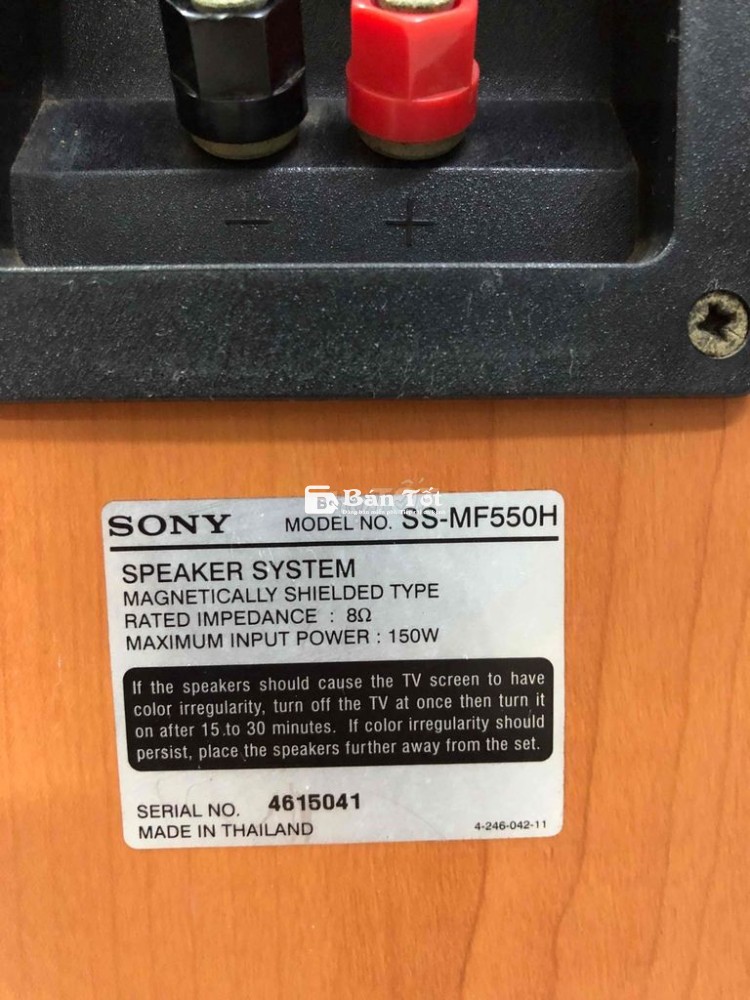 − +
Bán Tốt
SONY MODEL NO. SS-MF550H
SPEAKER SYSTEM
MAGNETICALLY SHIELDED TYPE
RATED IMPEDANCE : 8Ω
MAXIMUM INPUT POWER : 150W
If the speakers should cause the TV screen to have
color irregularity, turn off the TV at once then turn it
on after 15 to 30 minutes. If color irregularity should
persist, place the speakers further away from the set.
SERIAL NO. 4615041
MADE IN THAILAND 4-246-042-11